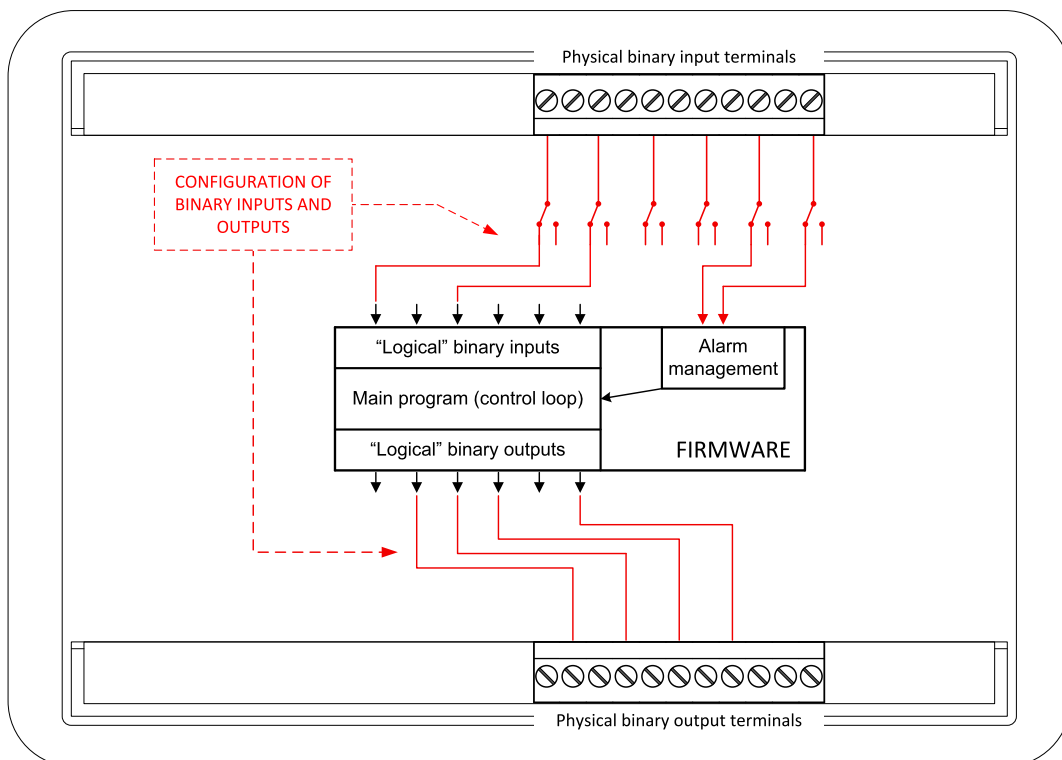 Physical binary input terminals
CONFIGURATION OF
BINARY INPUTS AND
OUTPUTS
“Logical” binary inputs
Alarm
management
Main program (control loop)
“Logical” binary outputs
FIRMWARE
Physical binary output terminals